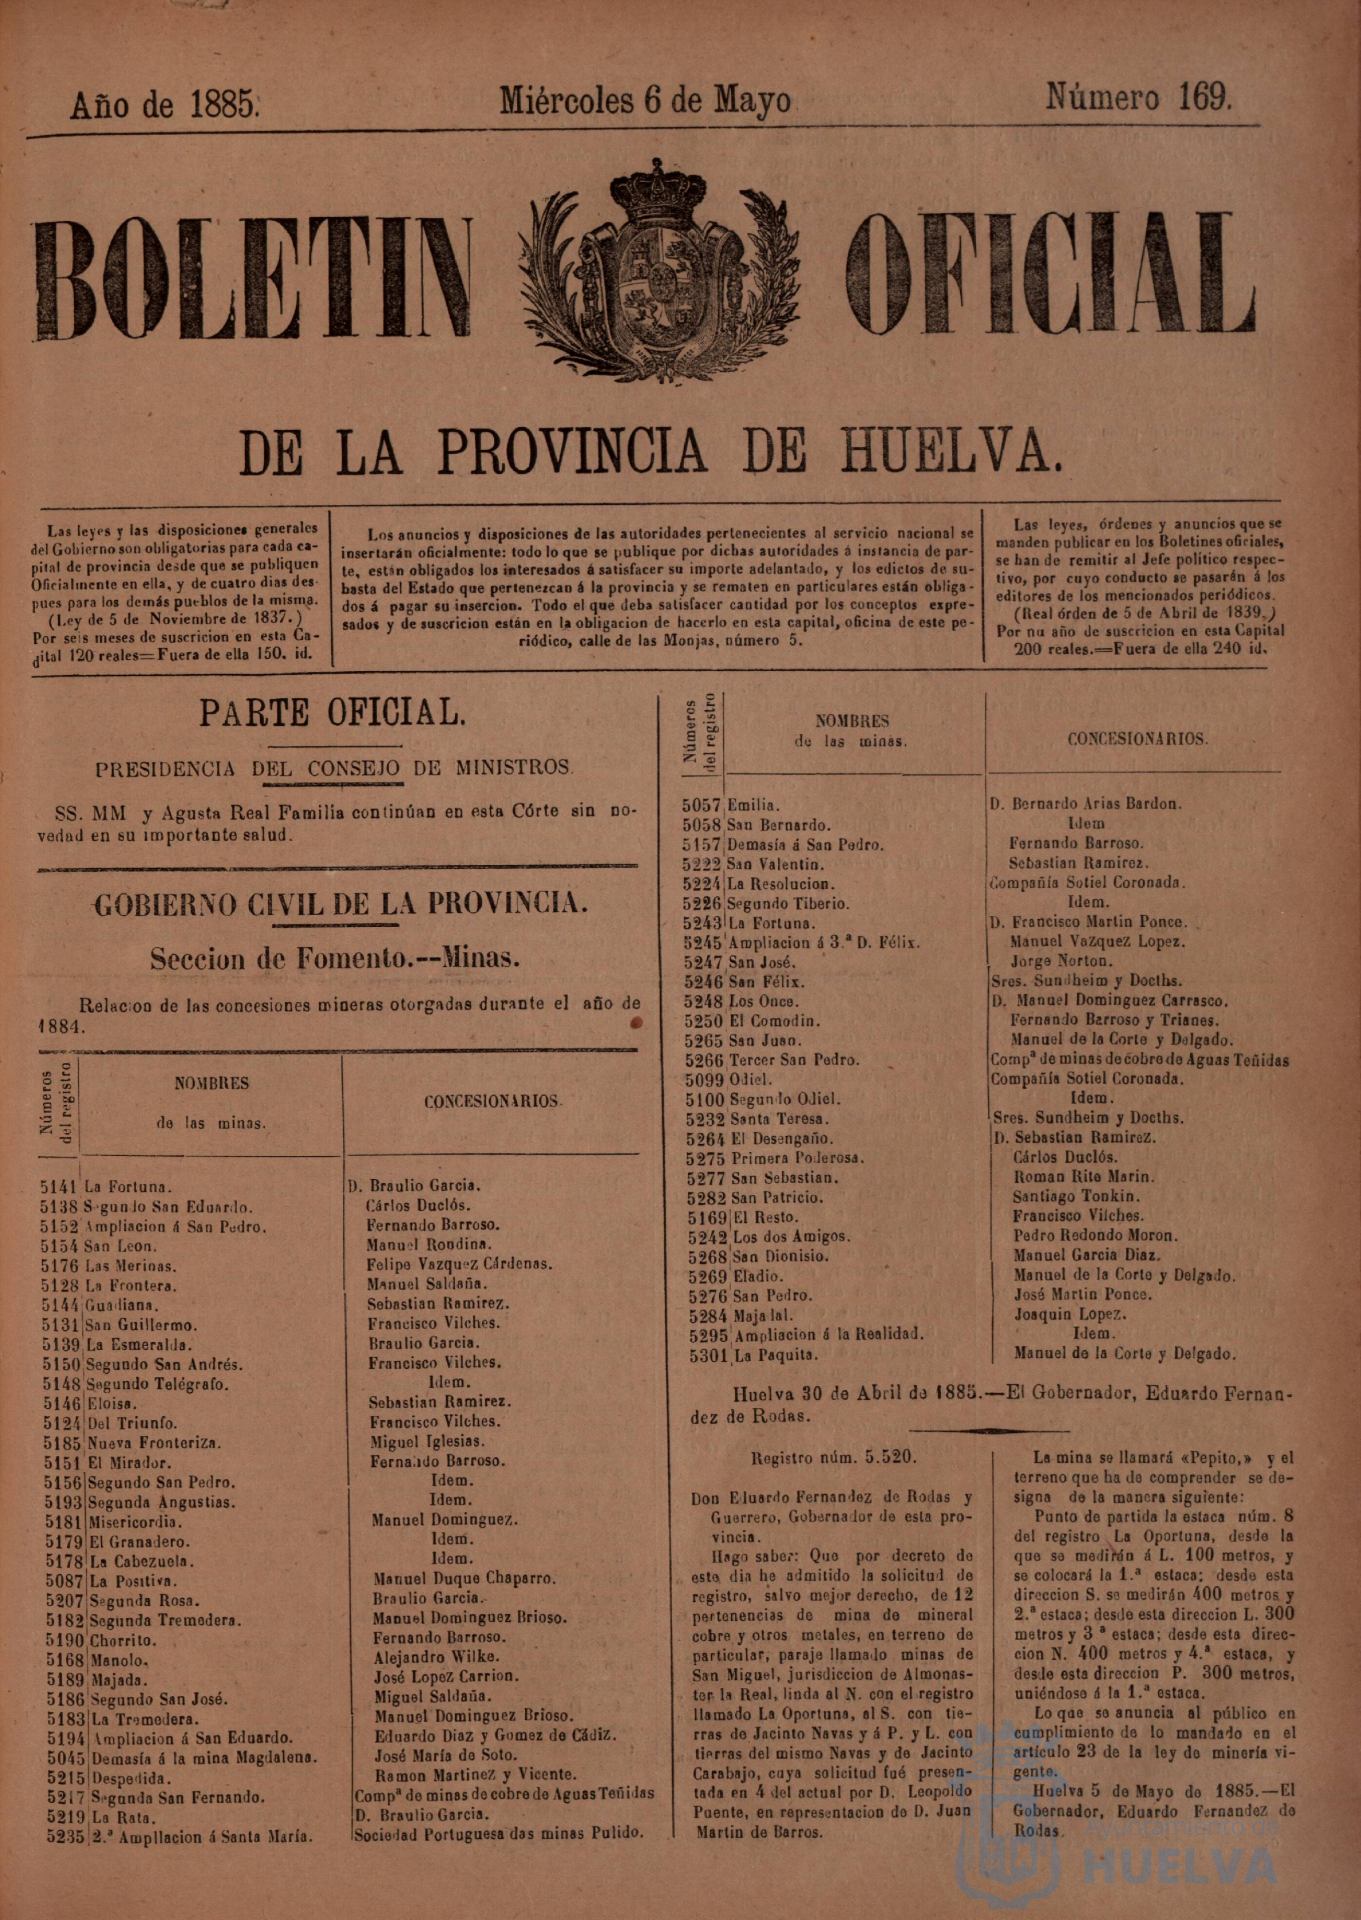 Año de 1885.
Miércoles 6 de Mayo
Número 169.
BOLETIN OFICIAL
DE LA PROVINCIA DE HUELVA.
Las leyes y las disposiciones generales
del Gobierno son obligatorias para cada ca-
pital de provincia desde que se publiquen
Oficialmente en ella, y de cuatro dias des-
pues para los demás pueblos de la misma.
(Ley de 5 de Noviembre de 1837.)
Por seis meses de suscricion en esta Ca-
pital 120 reales=Fuera de ella 150. id.
Los anuncios y disposiciones de las autoridades pertenecientes al servicio nacional se
insertarán oficialmente: todo lo que se publique por dichas autoridades á instancia de par-
te, están obligados los interesados á satisfacer su importe adelantado, y los edictos de su-
basta del Estado que pertenezcan á la provincia y se rematen en particulares están obliga-
dos á pagar su insercion. Todo el que deba satisfacer cantidad por los conceptos expre-
sados y de suscricion están en la obligacion de hacerlo en esta capital, oficina de este pe-
riódico, calle de las Monjas, número 5.
Las leyes, órdenes y anuncios que se
manden publicar en los Boletines oficiales,
se han de remitir al Jefe político respec-
tivo, por cuyo conducto se pasarán á los
editores de los mencionados periódicos.
(Real órden de 5 de Abril de 1839.)
Por nu año de suscricion en esta Capital
200 reales.=Fuera de ella 240 id.
PARTE OFICIAL.
PRESIDENCIA DEL CONSEJO DE MINISTROS.
SS. MM y Agusta Real Familia continúan en esta Córte sin no-
vedad en su importante salud.
GOBIERNO CIVIL DE LA PROVINCIA.
Seccion de Fomento.--Minas.
Relacion de las concesiones mineras otorgadas durante el año de
1884.
Números del registro
NOMBRES
de las minas.
CONCESIONARIOS.
5141 La Fortuna. D. Braulio Garcia.
5138 Segundo San Eduardo. Cárlos Duclós.
5152 Ampliacion á San Pedro. Fernando Barroso.
5154 San Leon. Manuel Rondina.
5176 Las Merinas. Felipe Vazquez Cárdenas.
5128 La Frontera. Manuel Saldaña.
5144 Guadiana. Sebastian Ramirez.
5131 San Guillermo. Francisco Vilches.
5139 La Esmeralda. Braulio Garcia.
5150 Segundo San Andrés. Francisco Vilches.
5148 Segundo Telégrafo. Idem.
5146 Eloisa. Sebastian Ramirez.
5124 Del Triunfo. Francisco Vilches.
5185 Nueva Fronteriza. Miguel Iglesias.
5151 El Mirador. Fernando Barroso.
5156 Segundo San Pedro. Idem.
5193 Segunda Angustias. Idem.
5181 Misericordia. Manuel Dominguez.
5179 El Granadero. Idem.
5178 La Cabezuela. Idem.
5087 La Positiva. Manuel Duque Chaparro.
5207 Segunda Rosa. Braulio Garcia.
5182 Segunda Tremedera. Manuel Dominguez Brioso.
5190 Chorrito. Fernando Barroso.
5168 Manolo. Alejandro Wilke.
5189 Majada. José Lopez Carrion.
5186 Segundo San José. Miguel Saldaña.
5183 La Tremedera. Manuel Dominguez Brioso.
5194 Ampliacion á San Eduardo. Eduardo Diaz y Gomez de Cádiz.
5045 Demasía á la mina Magdalena. José María de Soto.
5215 Despedida. Ramon Martinez y Vicente.
5217 Segunda San Fernando. Compª de minas de cobre de Aguas Teñidas
5219 La Rata. D. Braulio Garcia.
5235 2.ª Ampliacion á Santa María. Sociedad Portuguesa das minas Pulido.
Números del registro
NOMBRES
de las minas.
CONCESIONARIOS.
5057 Emilia. D. Bernardo Arias Bardon.
5058 San Bernardo. Idem
5157 Demasía á San Pedro. Fernando Barroso.
5222 San Valentin. Sebastian Ramirez.
5224 La Resolucion. Compañía Sotiel Coronada.
5226 Segundo Tiberio. Idem.
5243 La Fortuna. D. Francisco Martin Ponce.
5245 Ampliacion á 3.ª D. Félix. Manuel Vazquez Lopez.
5247 San José. Jorge Norton.
5246 San Félix. Sres. Sundheim y Docths.
5248 Los Once. D. Manuel Dominguez Carrasco.
5250 El Comodin. Fernando Barroso y Trianes.
5265 San Juan. Manuel de la Corte y Delgado.
5266 Tercer San Pedro. Compª de minas de cobre de Aguas Teñidas
5099 Odiel. Compañía Sotiel Coronada.
5100 Segundo Odiel. Idem.
5232 Santa Teresa. Sres. Sundheim y Docths.
5264 El Desengaño. D. Sebastian Ramirez.
5275 Primera Poderosa. Cárlos Duclós.
5277 San Sebastian. Roman Rite Marin.
5282 San Patricio. Santiago Tonkin.
5169 El Resto. Francisco Vilches.
5242 Los dos Amigos. Pedro Redondo Moron.
5268 San Dionisio. Manuel Garcia Diaz.
5269 Eladio. Manuel de la Corte y Delgado.
5276 San Pedro. José Martin Ponce.
5284 Majadal. Joaquin Lopez.
5295 Ampliacion á la Realidad. Idem.
5301 La Paquita. Manuel de la Corte y Delgado.
Huelva 30 de Abril de 1885.—El Gobernador, Eduardo Fernan-
dez de Rodas.
Registro núm. 5.520.
Don Eduardo Fernandez de Rodas y
Guerrero, Gobernador de esta pro-
vincia.
Hago saber: Que por decreto de
este dia he admitido la solicitud de
registro, salvo mejor derecho, de 12
pertenencias de mina de mineral
cobre y otros metales, en terreno de
particular, paraje llamado minas de
San Miguel, jurisdiccion de Almonas-
ter la Real, linda al N. con el registro
llamado La Oportuna, al S. con tie-
rras de Jacinto Navas y á P. y L. con
tierras del mismo Navas y de Jacinto
Carabajo, cuya solicitud fué presen-
tada en 4 del actual por D. Leopoldo
Puente, en representacion de D. Juan
Martin de Barros.
La mina se llamará «Pepito,» y el
terreno que ha de comprender se de-
signa de la manera siguiente:
Punto de partida la estaca núm. 8
del registro La Oportuna, desde la
que se medirán á L. 100 metros, y
se colocará la 1.ª estaca; desde esta
direccion S. se medirán 400 metros y
2.ª estaca; desde esta direccion L. 300
metros y 3 ª estaca; desde esta direc-
cion N. 400 metros y 4.ª estaca, y
desde esta direccion P. 300 metros,
uniéndose á la 1.ª estaca.
Lo que se anuncia al público en
cumplimiento de lo mandado en el
artículo 23 de la ley de minería vi-
gente.
Huelva 5 de Mayo de 1885.—El
Gobernador, Eduardo Fernandez de
Rodas.
Ayuntamiento de
HUELVA